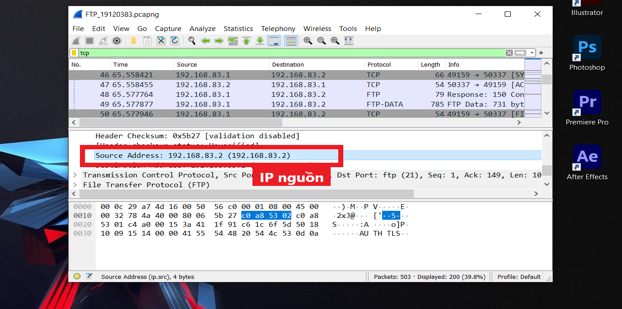 FTP_19120383.pcapng
File Edit View Go Capture Analyze Statistics Telephony Wireless Tools Help
tcp
No. Time Source Destination Protocol Length Info
46 65.558421 192.168.83.1 192.168.83.2 TCP 66 49159 → 50337 [SY
47 65.558455 192.168.83.2 192.168.83.1 TCP 54 50337 → 49159 [AC
48 65.577764 192.168.83.1 192.168.83.2 FTP 79 Response: 150 Con
49 65.577877 192.168.83.1 192.168.83.2 FTP-DATA 785 FTP Data: 731 byt
50 65.577946 192.168.83.1 192.168.83.2 TCP 54 49159 → 50337 [FI
Header Checksum: 0x5b27 [validation disabled]
Source Address: 192.168.83.2 (192.168.83.2)
IP nguồn
Transmission Control Protocol, Src Po Dst Port: ftp (21), Seq: 1, Ack: 149, Len: 10
File Transfer Protocol (FTP)
0000 00 0c 29 a7 4d 16 00 50 56 c0 00 01 08 00 45 00 ··)·M··P V·····E·
0010 00 32 78 4a 40 00 80 06 5b 27 c0 a8 53 02 c0 a8 ·2xJ@··· ['··S···
0020 53 01 c4 a0 00 15 3a 41 1f 91 c6 1c 6f 5d 50 18 S·····:A ····o]P·
0030 10 09 15 14 00 00 41 55 54 48 20 54 4c 53 0d 0a ······AU TH TLS··
Source Address (ip.src), 4 bytes Packets: 503 · Displayed: 200 (39.8%) Profile: Default
Illustrator
Ps
Photoshop
Pr
Premiere Pro
Ae
After Effects